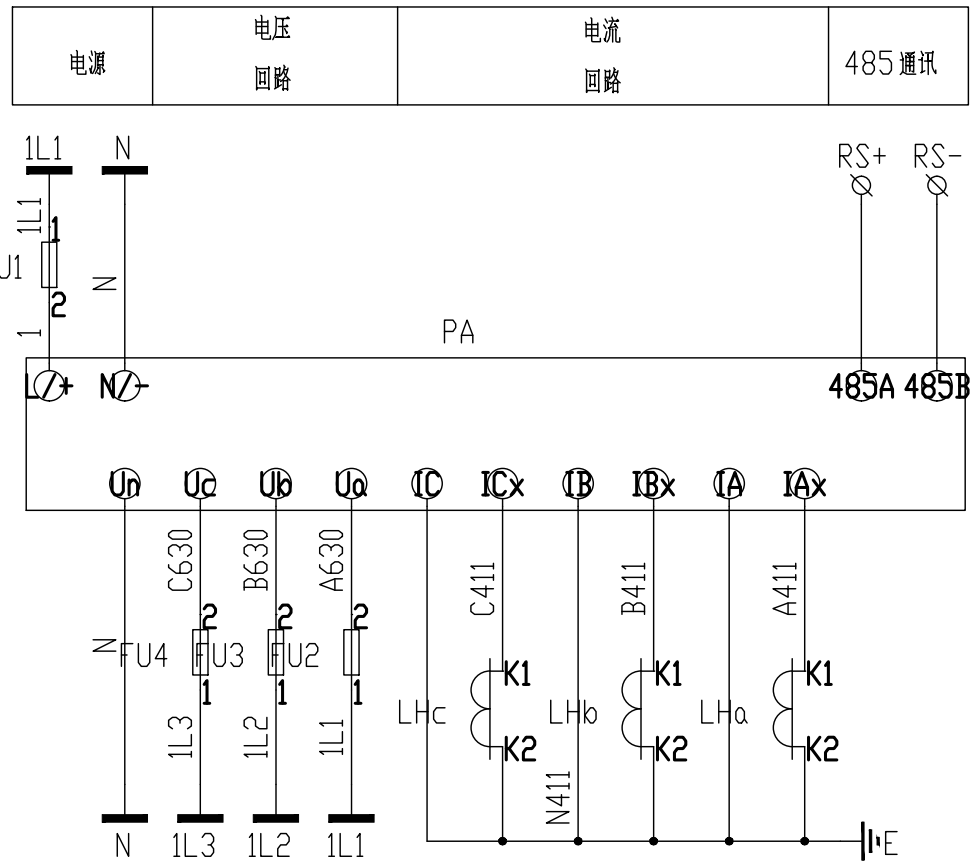 电源
电压
回路
电流
回路
485通讯
1L1 N RS+ RS-
1L1
1
U1
2
N
1
PA
L/+ N/- 485A 485B
Un Uc Ub Ua IC ICx IB IBx IA IAx
C630 B630 A630 C411 B411 A411
2 2 2
N FU4 FU3 FU2
1 1 1
K1 K1 K1
LHc LHb LHa
1L3 1L2 1L1
K2 K2 K2
N411
N 1L3 1L2 1L1 E